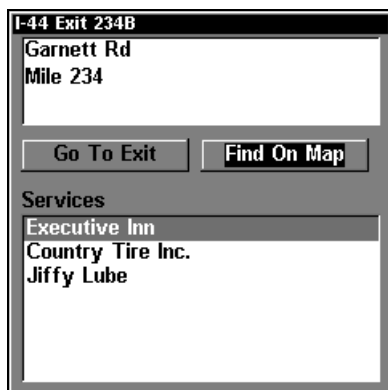 I-44 Exit 234B
Garnett Rd
Mile 234
Go To Exit
Find On Map
Services
Executive Inn
Country Tire Inc.
Jiffy Lube